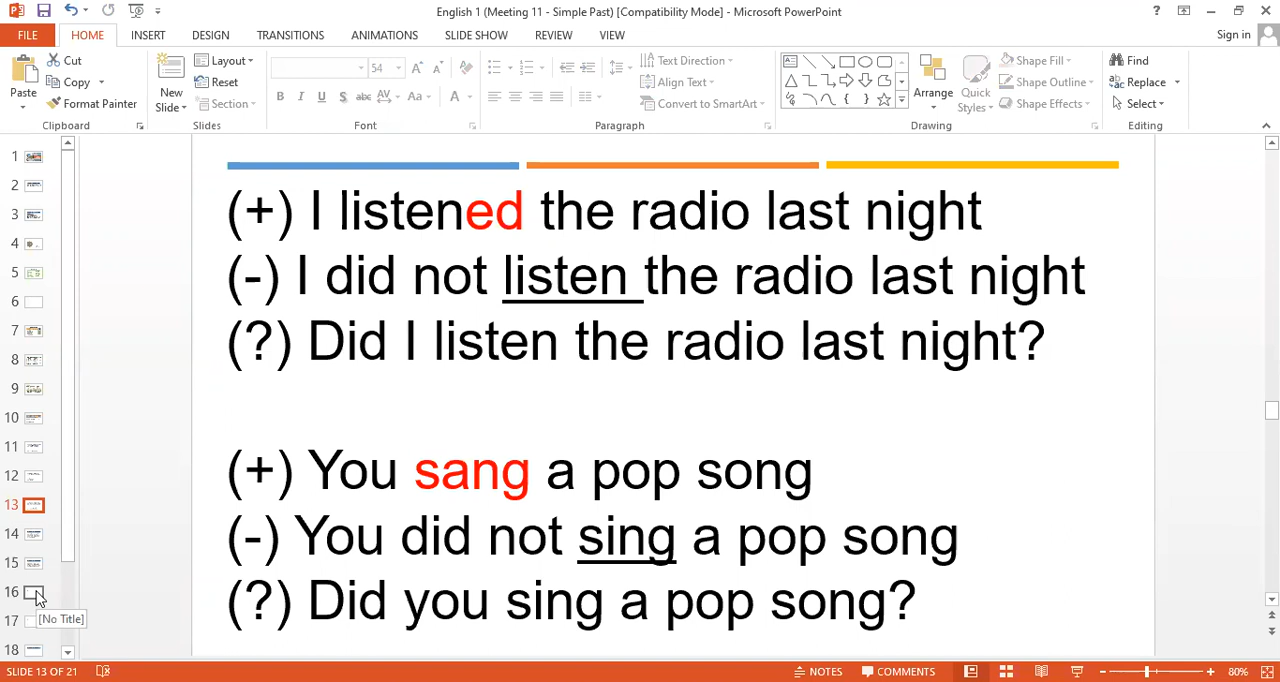 English 1 (Meeting 11 - Simple Past) [Compatibility Mode] - Microsoft PowerPoint
FILE HOME INSERT DESIGN TRANSITIONS ANIMATIONS SLIDE SHOW REVIEW VIEW Sign in
Paste
Cut
Copy
Format Painter
Clipboard
New
Slide
Layout
Reset
Section
Slides
54
B I U S abc AV Aa A
Font
Text Direction
Align Text
Convert to SmartArt
Paragraph
Arrange
Quick
Styles
Shape Fill
Shape Outline
Shape Effects
Drawing
Find
Replace
Select
Editing
1
2
3
4
5
6
7
8
9
10
11
12
13
14
15
16
17
18
[No Title]
(+) I listened the radio last night
(-) I did not listen the radio last night
(?) Did I listen the radio last night?
(+) You sang a pop song
(-) You did not sing a pop song
(?) Did you sing a pop song?
SLIDE 13 OF 21 NOTES COMMENTS 80%